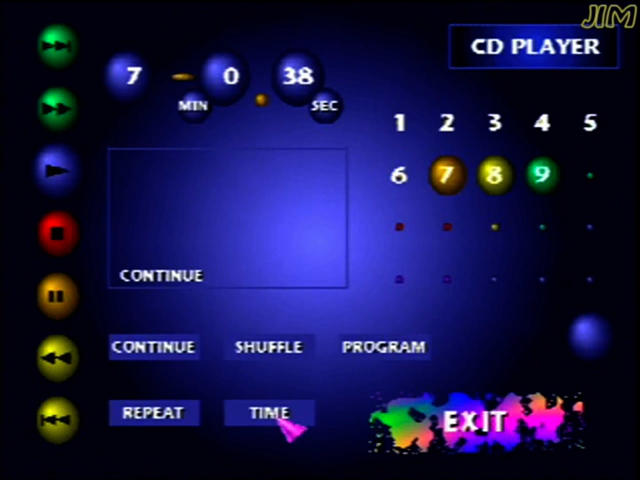 JIM
CD PLAYER
7 - 0 . 38
MIN SEC
1 2 3 4 5
6 7 8 9
CONTINUE
CONTINUE SHUFFLE PROGRAM
REPEAT TIME
EXIT